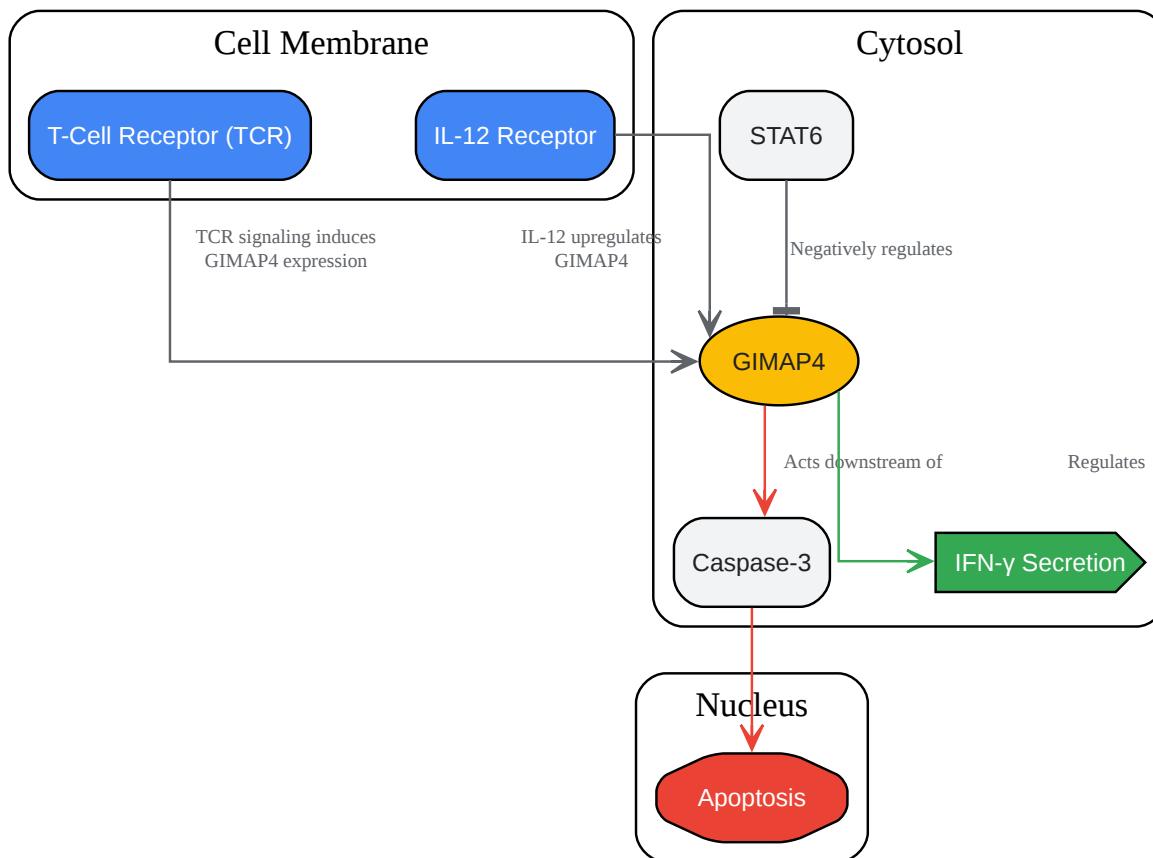 Cell Membrane
Cytosol
T-Cell Receptor (TCR)
IL-12 Receptor
STAT6
TCR signaling induces
GIMAP4 expression
IL-12 upregulates
GIMAP4
Negatively regulates
GIMAP4
Acts downstream of
Regulates
Caspase-3
IFN-γ Secretion
Nucleus
Apoptosis